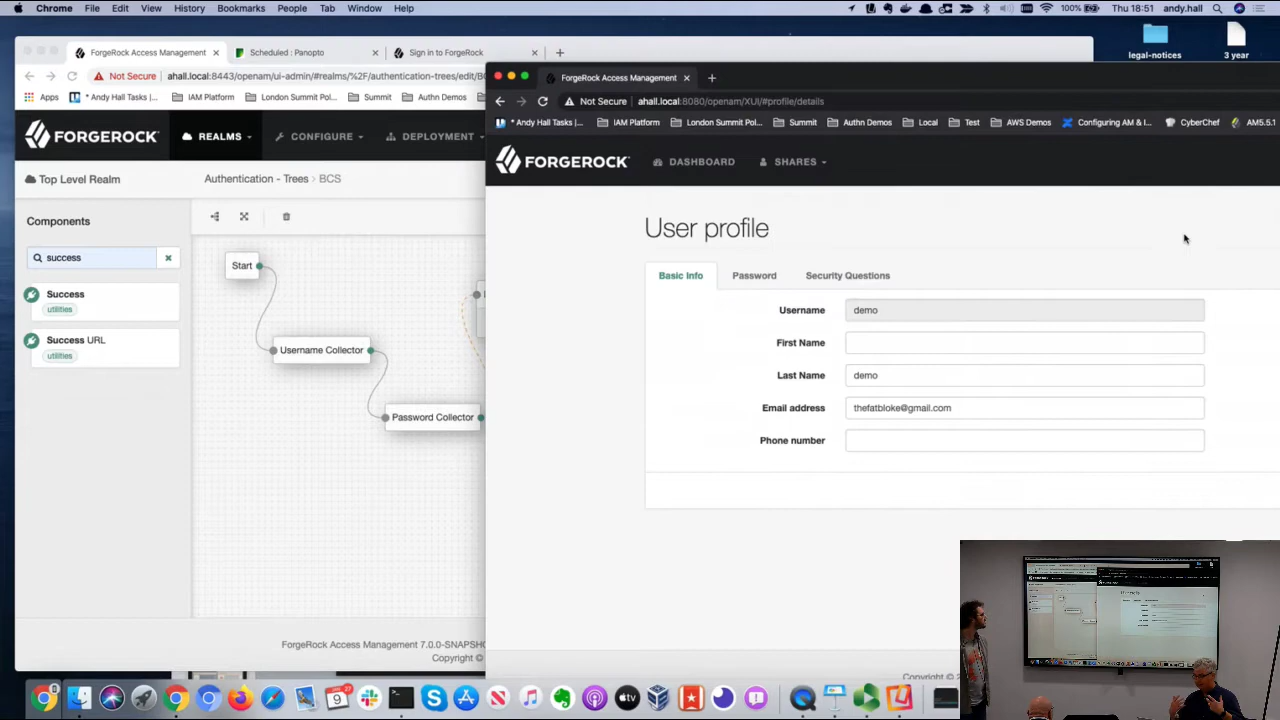 Chrome File Edit View History Bookmarks People Tab Window Help
100%
Thu 18:51 andy.hall
legal-notices
3 year
ForgeRock Access Management
Scheduled : Panopto
Sign in to ForgeRock
Not Secure ahall.local:8443/openam/ui-admin/#realms/%2F/authentication-trees/edit/BC
Apps
* Andy Hall Tasks |...
IAM Platform
London Summit Pol...
Summit
Authn Demos
FORGEROCK
REALMS
CONFIGURE
DEPLOYMENT
Top Level Realm
Authentication - Trees > BCS
Components
success
Success
utilities
Success URL
utilities
Start
Username Collector
Password Collector
ForgeRock Access Management 7.0.0-SNAPSHO
Copyright ©
ForgeRock Access Management
Not Secure ahall.local:8080/openam/XUI/#profile/details
* Andy Hall Tasks |...
IAM Platform
London Summit Pol...
Summit
Authn Demos
Local
Test
AWS Demos
Configuring AM & I...
CyberChef
AM5.5.1
FORGEROCK
DASHBOARD
SHARES
User profile
Basic Info
Password
Security Questions
Username
demo
First Name
Last Name
demo
Email address
thefatbloke@gmail.com
Phone number
Copyright © 2